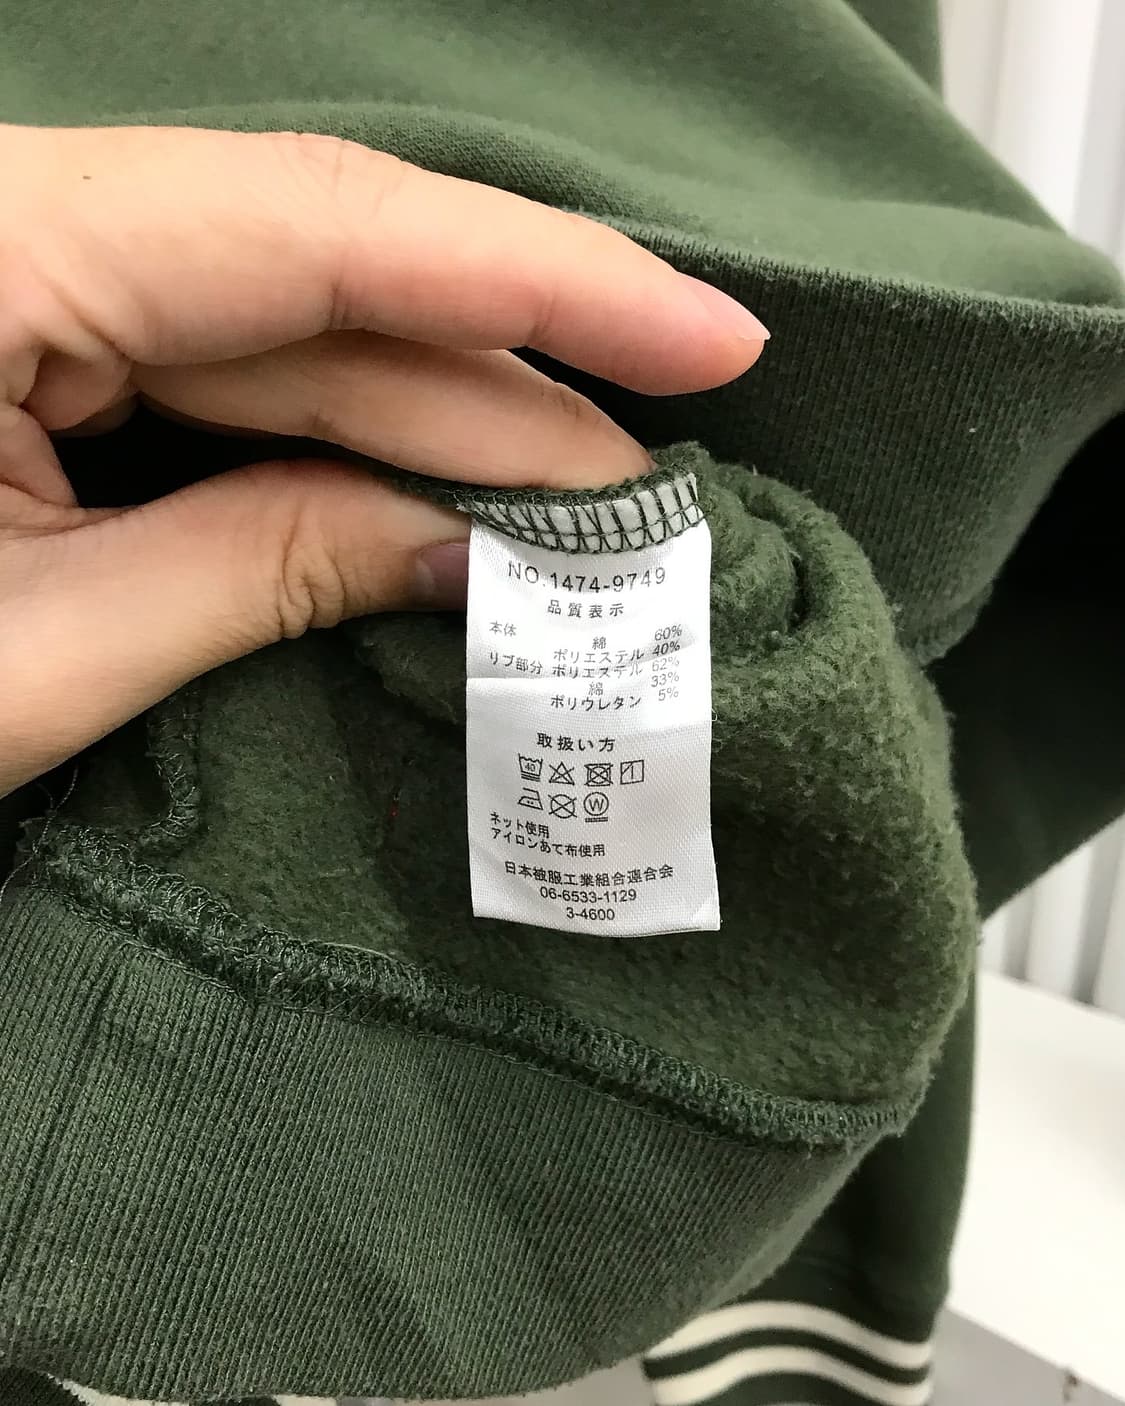 NO.1474-9749
品質表示
本体 綿 60%
ポリエステル 40%
リブ部分 ポリエステル 62%
綿 33%
ポリウレタン 5%
取扱い方
40
W
ネット使用
アイロンあて布使用
日本被服工業組合連合会
06-6533-1129
3-4600